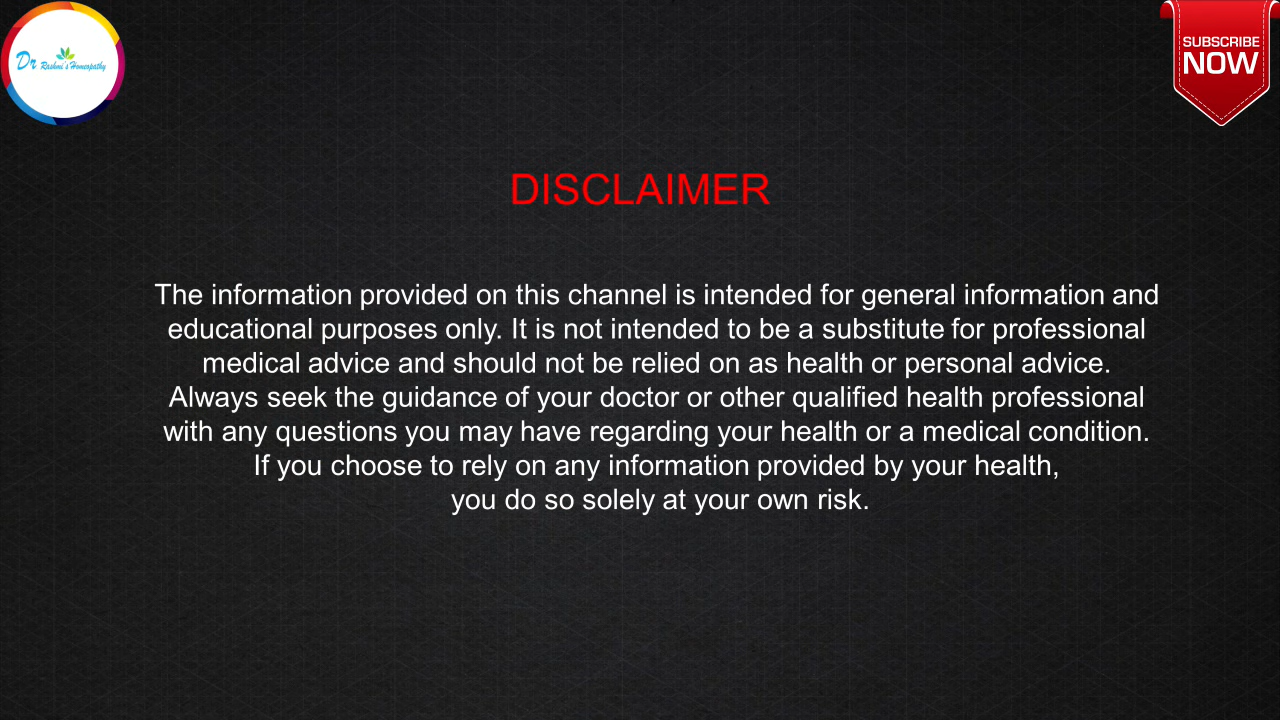 Dr Rashmi's Homeopathy
SUBSCRIBE
NOW
DISCLAIMER
The information provided on this channel is intended for general information and
educational purposes only. It is not intended to be a substitute for professional
medical advice and should not be relied on as health or personal advice.
Always seek the guidance of your doctor or other qualified health professional
with any questions you may have regarding your health or a medical condition.
If you choose to rely on any information provided by your health,
you do so solely at your own risk.